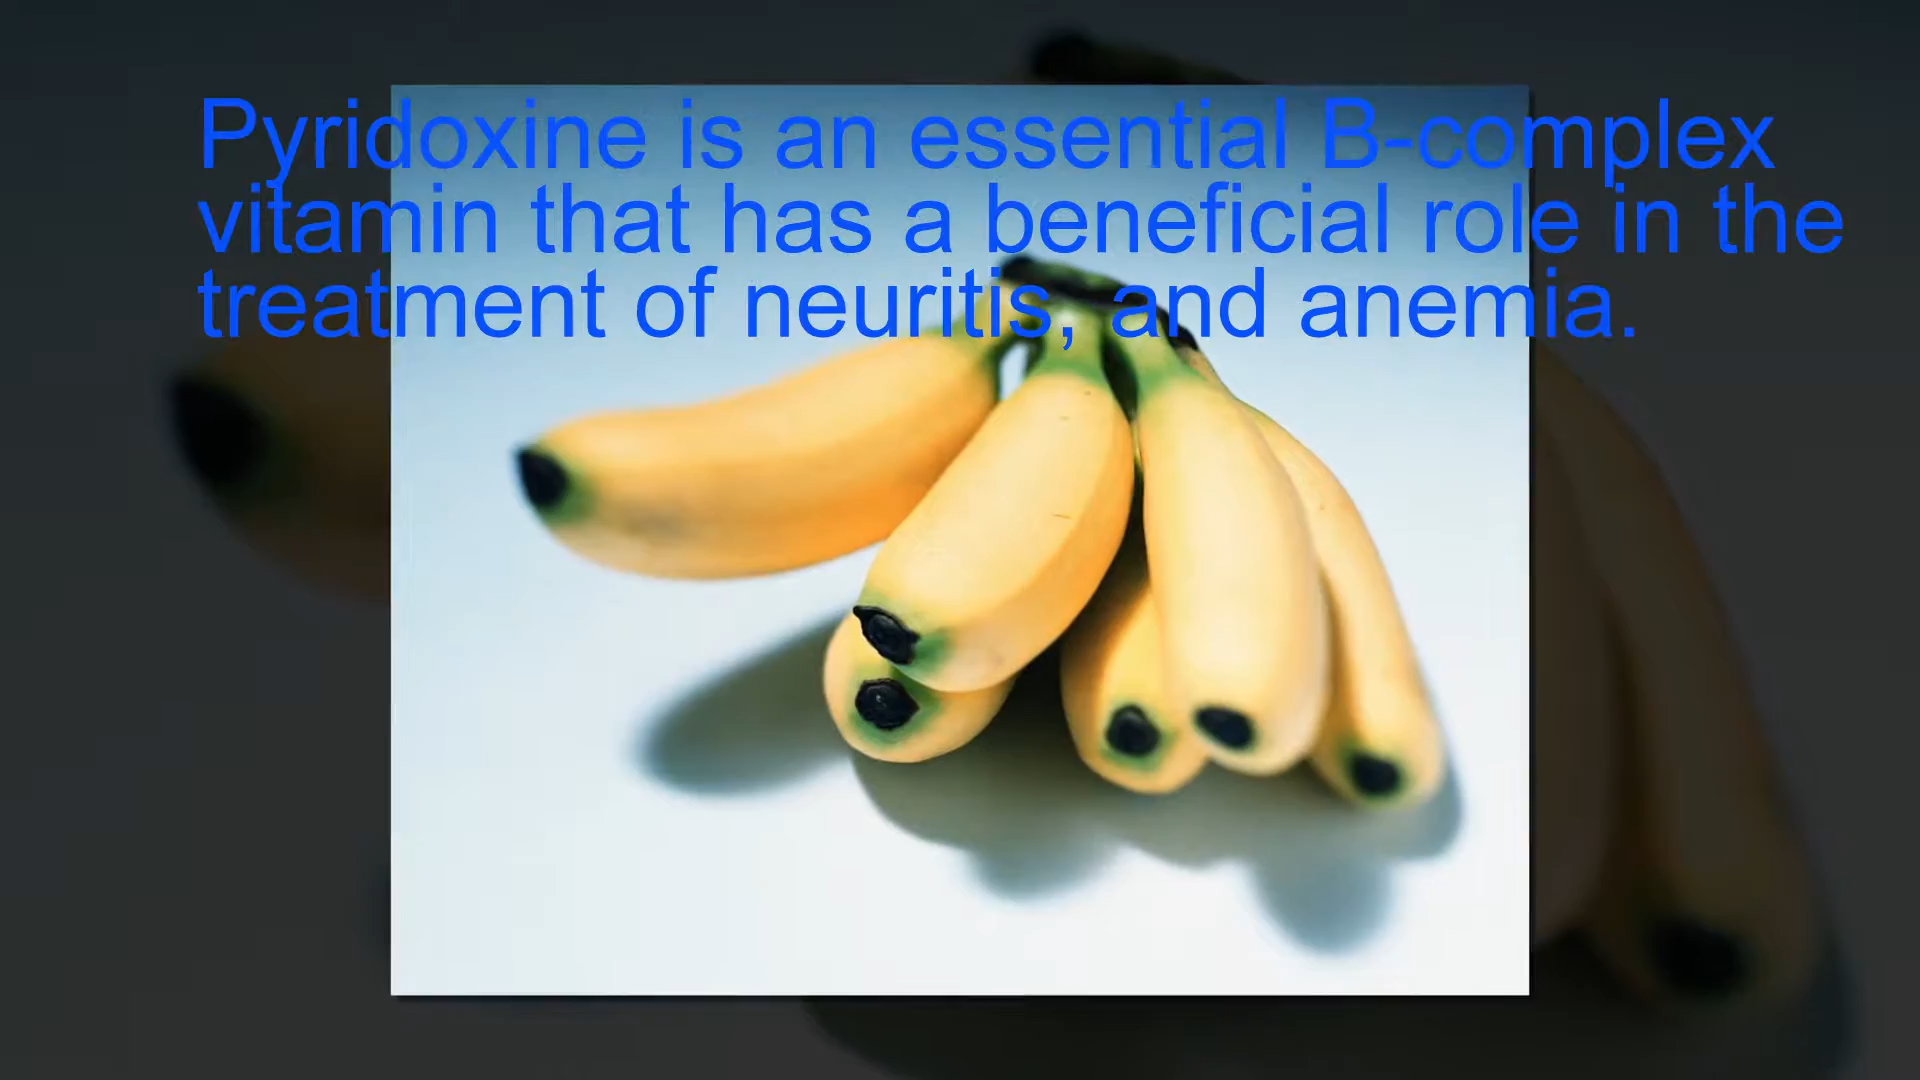 Pyridoxine is an essential B-complex
vitamin that has a beneficial role in the
treatment of neuritis, and anemia.